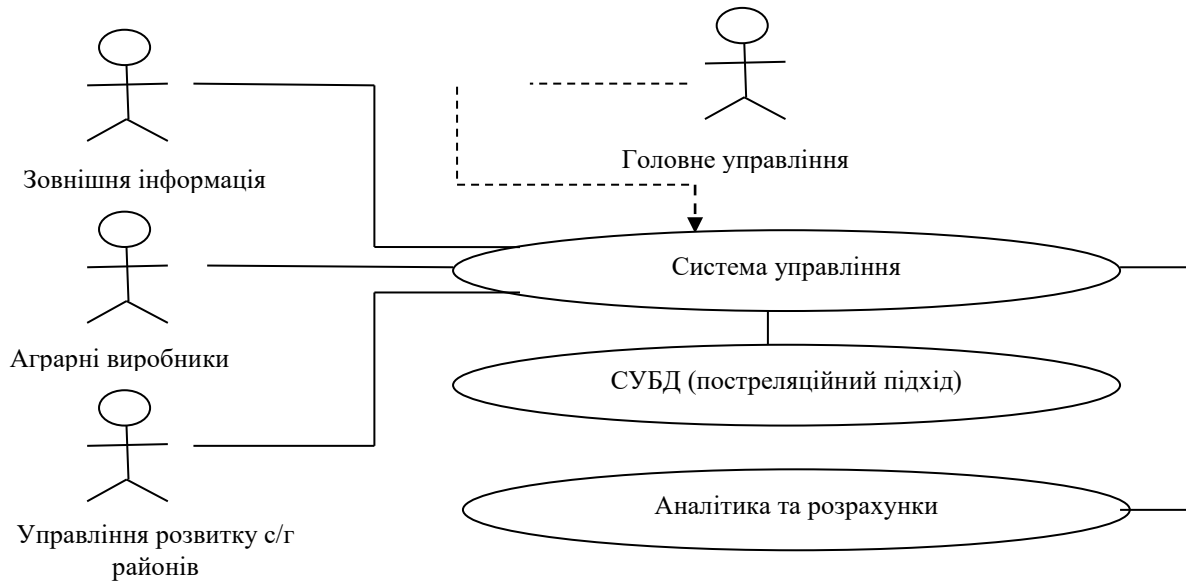 Головне управління
Зовнішня інформація
Система управління
Аграрні виробники
СУБД (постреляційний підхід)
Аналітика та розрахунки
Управління розвитку с/г
районів